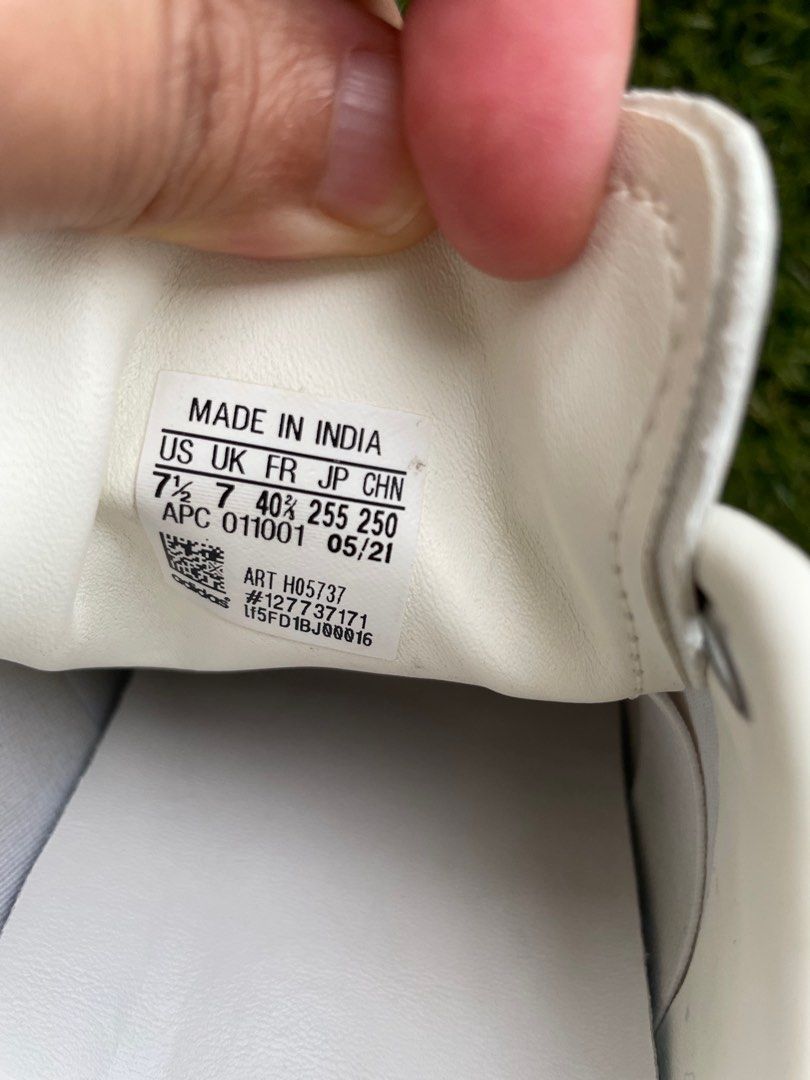 MADE IN INDIA
US UK FR JP CHN
7½ 7 40⅔ 255 250
APC 011001 05/21
ART H05737
#127737171
adidas
lf5FD1BJ00016